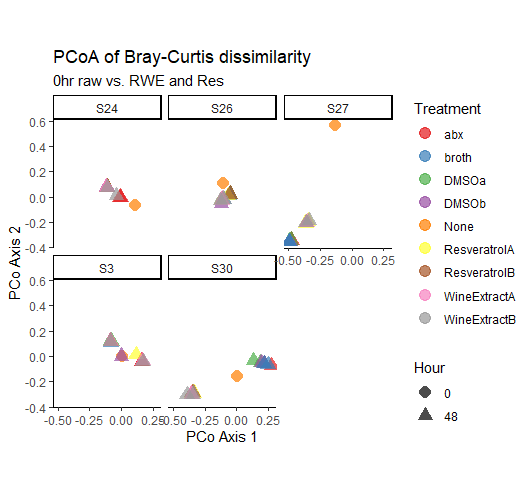 PCoA of Bray-Curtis dissimilarity
0hr raw vs. RWE and Res
S24 S26 S27
0.6
0.4
0.2
0.0
-0.2
-0.4
-0.50 -0.25 0.00 0.25
S3 S30
0.6
0.4
0.2
0.0
-0.2
-0.4
-0.50 -0.25 0.00 0.25 -0.50 -0.25 0.00 0.25
PCo Axis 1
PCo Axis 2
Treatment
abx
broth
DMSOa
DMSOb
None
ResveratrolA
ResveratrolB
WineExtractA
WineExtractB
Hour
0
48